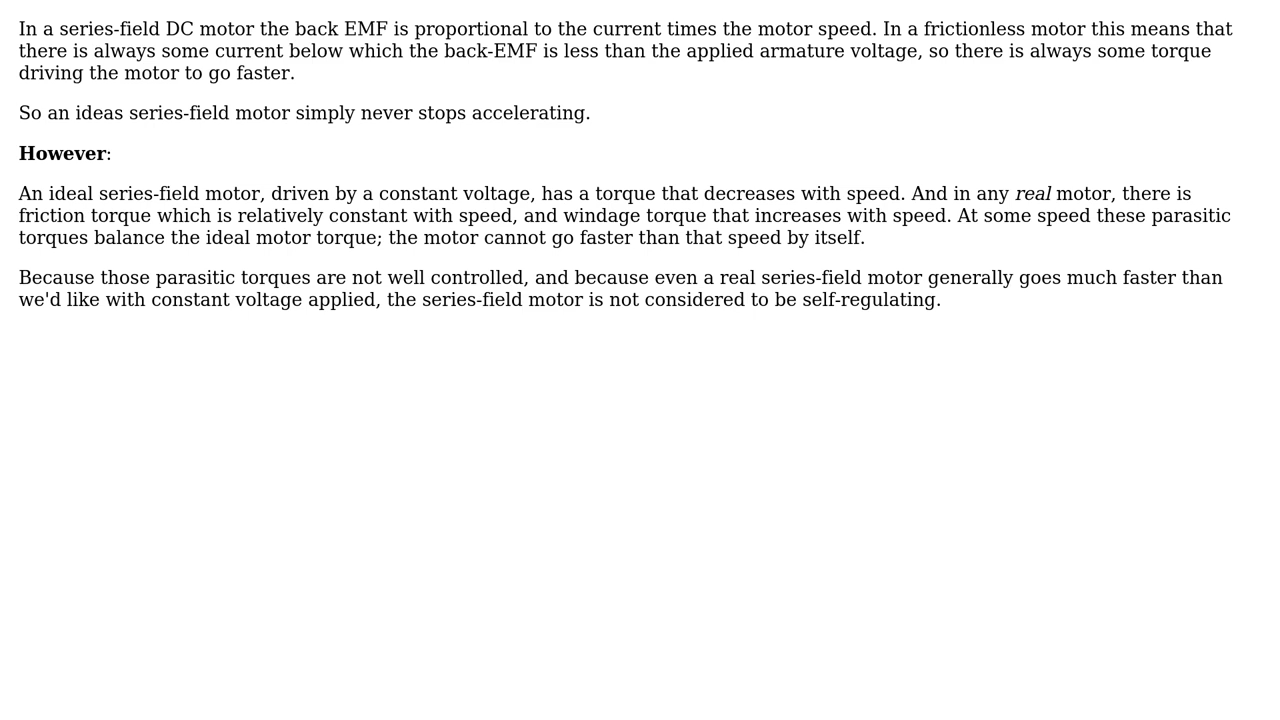 In a series-field DC motor the back EMF is proportional to the current times the motor speed. In a frictionless motor this means that
there is always some current below which the back-EMF is less than the applied armature voltage, so there is always some torque
driving the motor to go faster.
So an ideas series-field motor simply never stops accelerating.
However:
An ideal series-field motor, driven by a constant voltage, has a torque that decreases with speed. And in any real motor, there is
friction torque which is relatively constant with speed, and windage torque that increases with speed. At some speed these parasitic
torques balance the ideal motor torque; the motor cannot go faster than that speed by itself.
Because those parasitic torques are not well controlled, and because even a real series-field motor generally goes much faster than
we'd like with constant voltage applied, the series-field motor is not considered to be self-regulating.